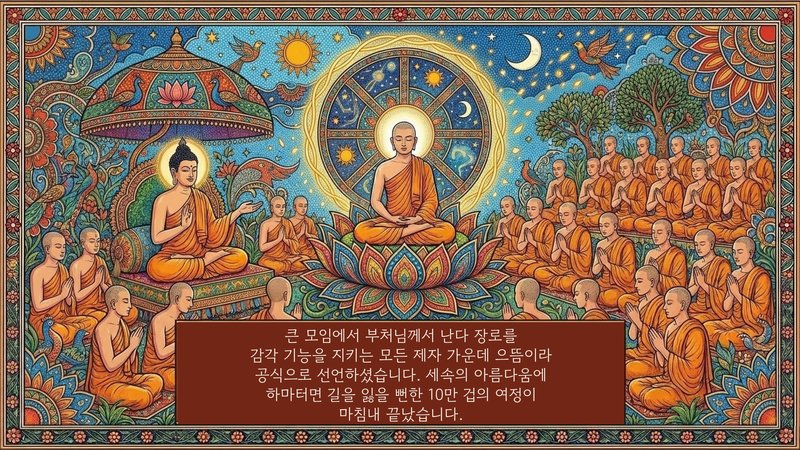 큰 모임에서 부처님께서 난다 장로를
감각 기능을 지키는 모든 제자 가운데 으뜸이라
공식으로 선언하셨습니다. 세속의 아름다움에
하마터면 길을 잃을 뻔한 10만 겁의 여정이
마침내 끝났습니다.